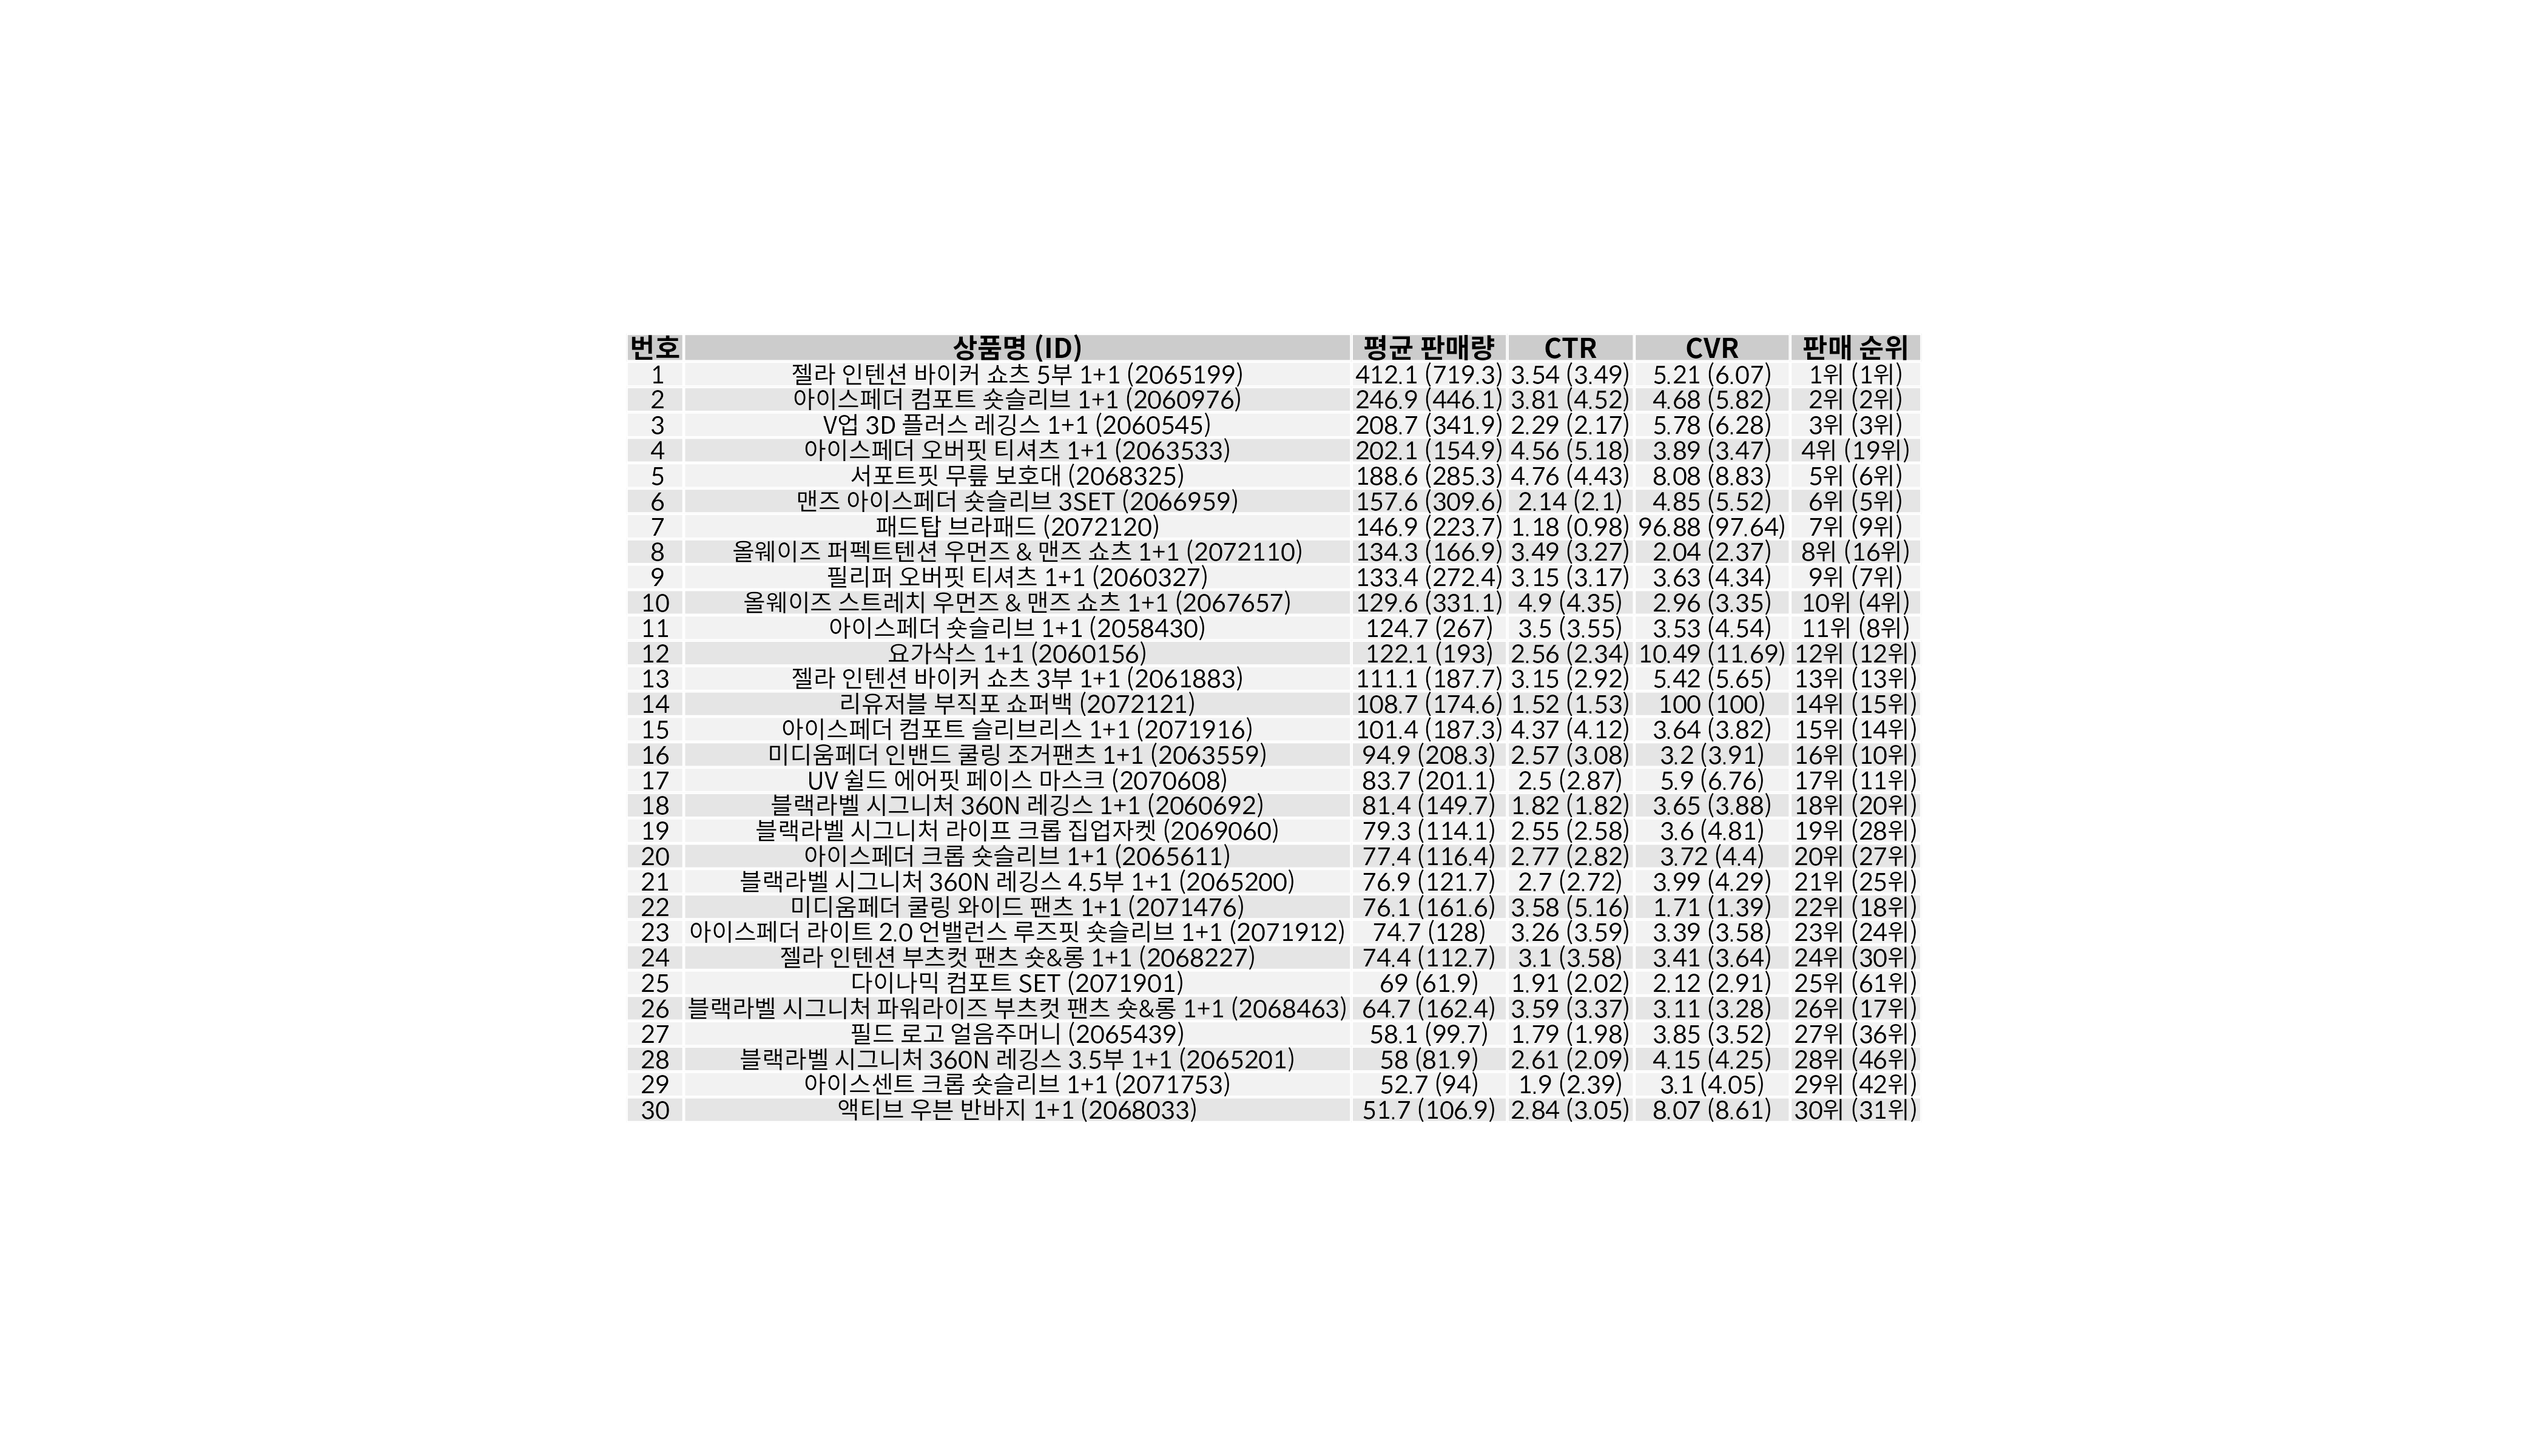 번호 상품명 (ID) 평균 판매량 CTR CVR 판매 순위
1 젤라 인텐션 바이커 쇼츠 5부 1+1 (2065199) 412.1 (719.3) 3.54 (3.49) 5.21 (6.07) 1위 (1위)
2 아이스페더 컴포트 숏슬리브 1+1 (2060976) 246.9 (446.1) 3.81 (4.52) 4.68 (5.82) 2위 (2위)
3 V업 3D 플러스 레깅스 1+1 (2060545) 208.7 (341.9) 2.29 (2.17) 5.78 (6.28) 3위 (3위)
4 아이스페더 오버핏 티셔츠 1+1 (2063533) 202.1 (154.9) 4.56 (5.18) 3.89 (3.47) 4위 (19위)
5 서포트핏 무릎 보호대 (2068325) 188.6 (285.3) 4.76 (4.43) 8.08 (8.83) 5위 (6위)
6 맨즈 아이스페더 숏슬리브 3SET (2066959) 157.6 (309.6) 2.14 (2.1) 4.85 (5.52) 6위 (5위)
7 패드탑 브라패드 (2072120) 146.9 (223.7) 1.18 (0.98) 96.88 (97.64) 7위 (9위)
8 올웨이즈 퍼펙트텐션 우먼즈 & 맨즈 쇼츠 1+1 (2072110) 134.3 (166.9) 3.49 (3.27) 2.04 (2.37) 8위 (16위)
9 필리퍼 오버핏 티셔츠 1+1 (2060327) 133.4 (272.4) 3.15 (3.17) 3.63 (4.34) 9위 (7위)
10 올웨이즈 스트레치 우먼즈 & 맨즈 쇼츠 1+1 (2067657) 129.6 (331.1) 4.9 (4.35) 2.96 (3.35) 10위 (4위)
11 아이스페더 숏슬리브 1+1 (2058430) 124.7 (267) 3.5 (3.55) 3.53 (4.54) 11위 (8위)
12 요가삭스 1+1 (2060156) 122.1 (193) 2.56 (2.34) 10.49 (11.69) 12위 (12위)
13 젤라 인텐션 바이커 쇼츠 3부 1+1 (2061883) 111.1 (187.7) 3.15 (2.92) 5.42 (5.65) 13위 (13위)
14 리유저블 부직포 쇼퍼백 (2072121) 108.7 (174.6) 1.52 (1.53) 100 (100) 14위 (15위)
15 아이스페더 컴포트 슬리브리스 1+1 (2071916) 101.4 (187.3) 4.37 (4.12) 3.64 (3.82) 15위 (14위)
16 미디움페더 인밴드 쿨링 조거팬츠 1+1 (2063559) 94.9 (208.3) 2.57 (3.08) 3.2 (3.91) 16위 (10위)
17 UV 쉴드 에어핏 페이스 마스크 (2070608) 83.7 (201.1) 2.5 (2.87) 5.9 (6.76) 17위 (11위)
18 블랙라벨 시그니처 360N 레깅스 1+1 (2060692) 81.4 (149.7) 1.82 (1.82) 3.65 (3.88) 18위 (20위)
19 블랙라벨 시그니처 라이프 크롭 집업자켓 (2069060) 79.3 (114.1) 2.55 (2.58) 3.6 (4.81) 19위 (28위)
20 아이스페더 크롭 숏슬리브 1+1 (2065611) 77.4 (116.4) 2.77 (2.82) 3.72 (4.4) 20위 (27위)
21 블랙라벨 시그니처 360N 레깅스 4.5부 1+1 (2065200) 76.9 (121.7) 2.7 (2.72) 3.99 (4.29) 21위 (25위)
22 미디움페더 쿨링 와이드 팬츠 1+1 (2071476) 76.1 (161.6) 3.58 (5.16) 1.71 (1.39) 22위 (18위)
23 아이스페더 라이트 2.0 언밸런스 루즈핏 숏슬리브 1+1 (2071912) 74.7 (128) 3.26 (3.59) 3.39 (3.58) 23위 (24위)
24 젤라 인텐션 부츠컷 팬츠 숏&롱 1+1 (2068227) 74.4 (112.7) 3.1 (3.58) 3.41 (3.64) 24위 (30위)
25 다이나믹 컴포트 SET (2071901) 69 (61.9) 1.91 (2.02) 2.12 (2.91) 25위 (61위)
26 블랙라벨 시그니처 파워라이즈 부츠컷 팬츠 숏&롱 1+1 (2068463) 64.7 (162.4) 3.59 (3.37) 3.11 (3.28) 26위 (17위)
27 필드 로고 얼음주머니 (2065439) 58.1 (99.7) 1.79 (1.98) 3.85 (3.52) 27위 (36위)
28 블랙라벨 시그니처 360N 레깅스 3.5부 1+1 (2065201) 58 (81.9) 2.61 (2.09) 4.15 (4.25) 28위 (46위)
29 아이스센트 크롭 숏슬리브 1+1 (2071753) 52.7 (94) 1.9 (2.39) 3.1 (4.05) 29위 (42위)
30 액티브 우븐 반바지 1+1 (2068033) 51.7 (106.9) 2.84 (3.05) 8.07 (8.61) 30위 (31위)